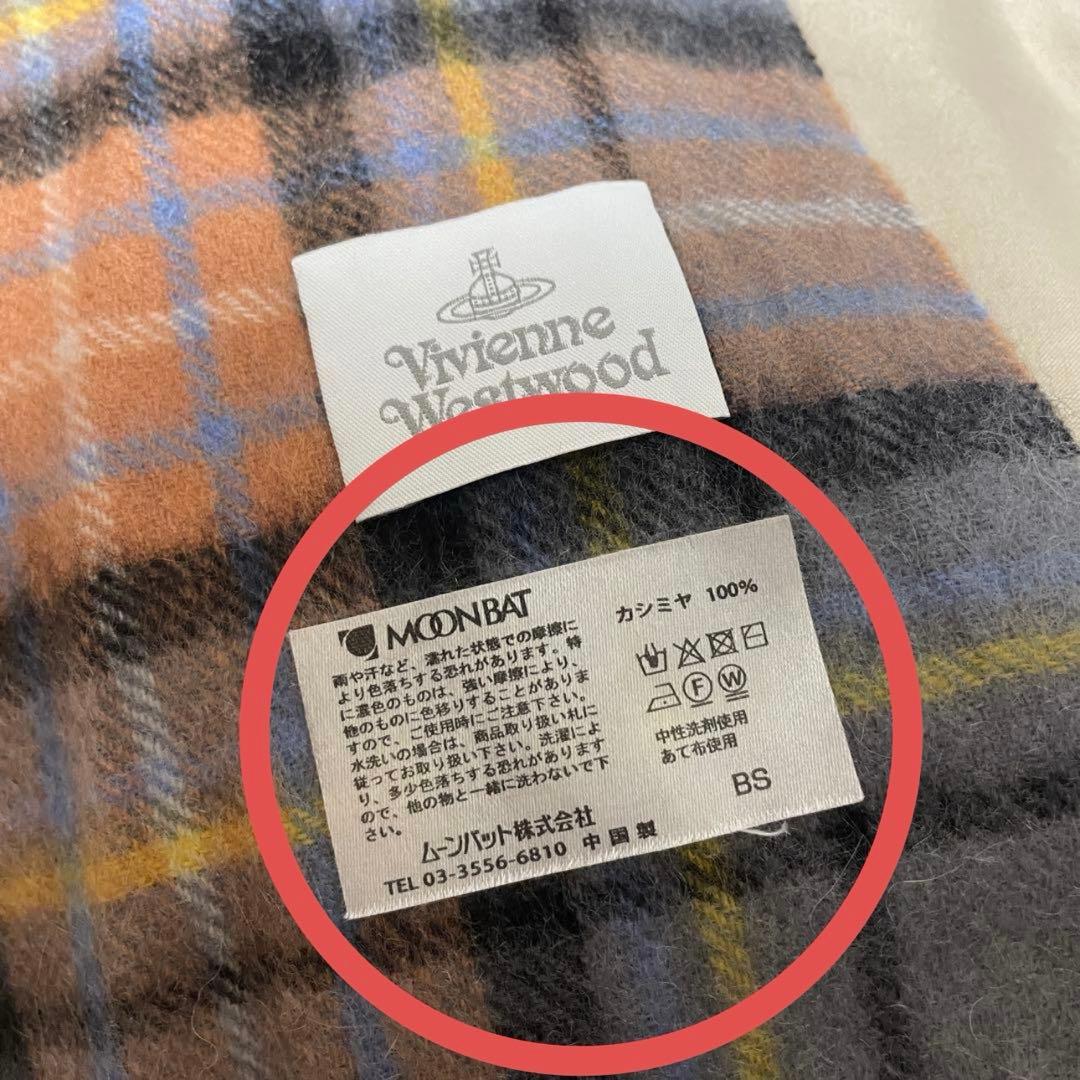 Vivienne
Westwood
MOONBAT
雨や汗など、濡れた状態での摩擦に
より色落ちする恐れがあります。特
に濃色のものは、強い摩擦により、
他のものに色移りすることがありま
すので、ご使用時にご注意下さい。
水洗いの場合は、商品取り扱い札に
従ってお取り扱い下さい。洗濯によ
り、多少色落ちする恐れがあります
ので、他の物と一緒に洗わないで下
さい。
ムーンバット株式会社
TEL 03-3556-6810 中国製
カシミヤ 100%
F W
中性洗剤使用
あて布使用
BS